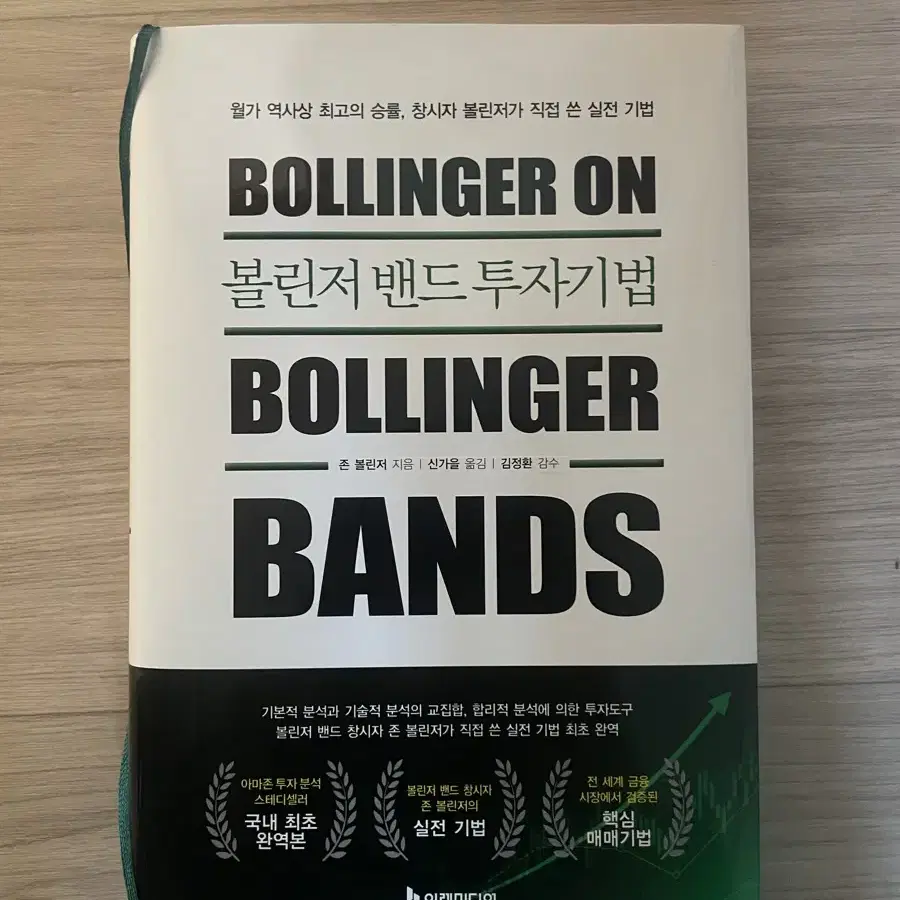 월가 역사상 최고의 승률, 창시자 볼린저가 직접 쓴 실전 기법
BOLLINGER ON
볼린저 밴드 투자기법
BOLLINGER
존 볼린저 지음 | 신가을 옮김 | 김정환 감수
BANDS
기본적 분석과 기술적 분석의 교집합, 합리적 분석에 의한 투자도구
볼린저 밴드 창시자 존 볼린저가 직접 쓴 실전 기법 최초 완역
아마존 투자 분석
스테디셀러
국내 최초
완역본
볼린저 밴드 창시자
존 볼린저의
실전 기법
전 세계 금융
시장에서 검증된
핵심
매매기법
이레미디어